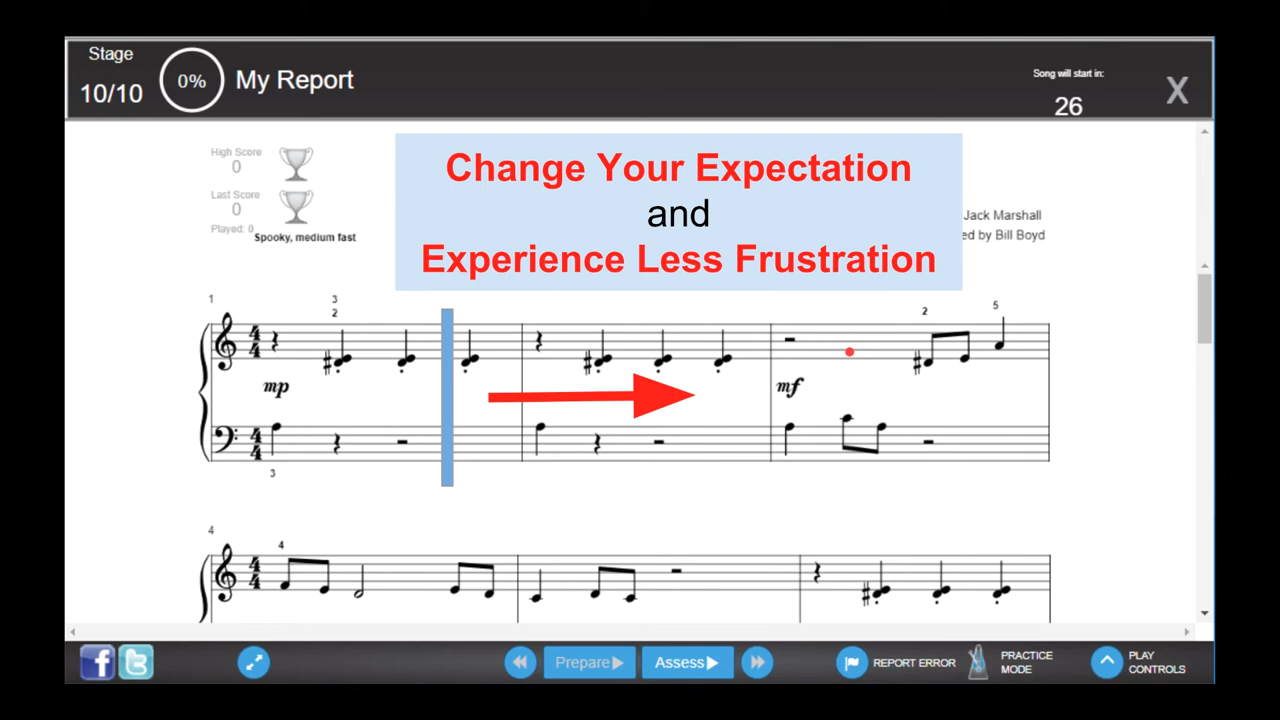 Stage
10/10
0%
My Report
Song will start in:
26
X
High Score
0
Last Score
0
Played: 0
Spooky, medium fast
Change Your Expectation
and
Experience Less Frustration
Jack Marshall
ed by Bill Boyd
1
3
2
2
5
mp
mf
3
4
4
Prepare
Assess
REPORT ERROR
PRACTICE
MODE
PLAY
CONTROLS